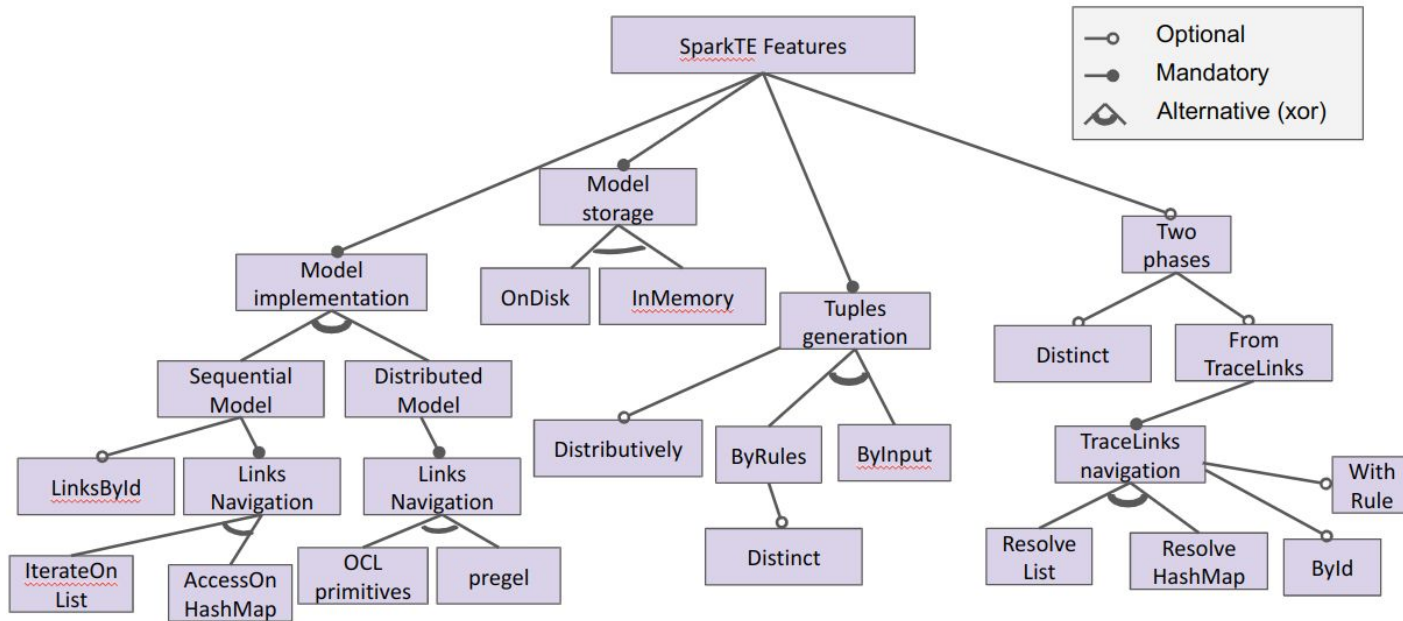 SparkTE Features
Optional
Mandatory
Alternative (xor)
Model
storage
Two
phases
Model
implementation
OnDisk
InMemory
Tuples
generation
Distinct
From
TraceLinks
Sequential
Model
Distributed
Model
Distributively
ByRules
ByInput
TraceLinks
navigation
With
Rule
LinksById
Links
Navigation
Links
Navigation
Distinct
Resolve
List
Resolve
HashMap
ById
IterateOn
List
AccessOn
HashMap
OCL
primitives
pregel